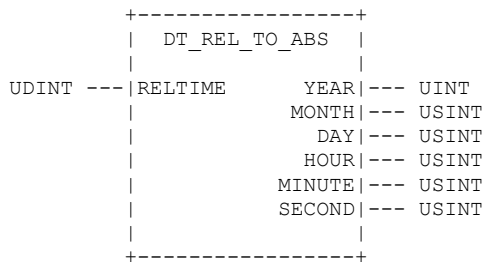 +-----------------+
| DT_REL_TO_ABS |
| |
UDINT ---|RELTIME YEAR|--- UINT
| MONTH|--- USINT
| DAY|--- USINT
| HOUR|--- USINT
| MINUTE|--- USINT
| SECOND|--- USINT
| |
+-----------------+